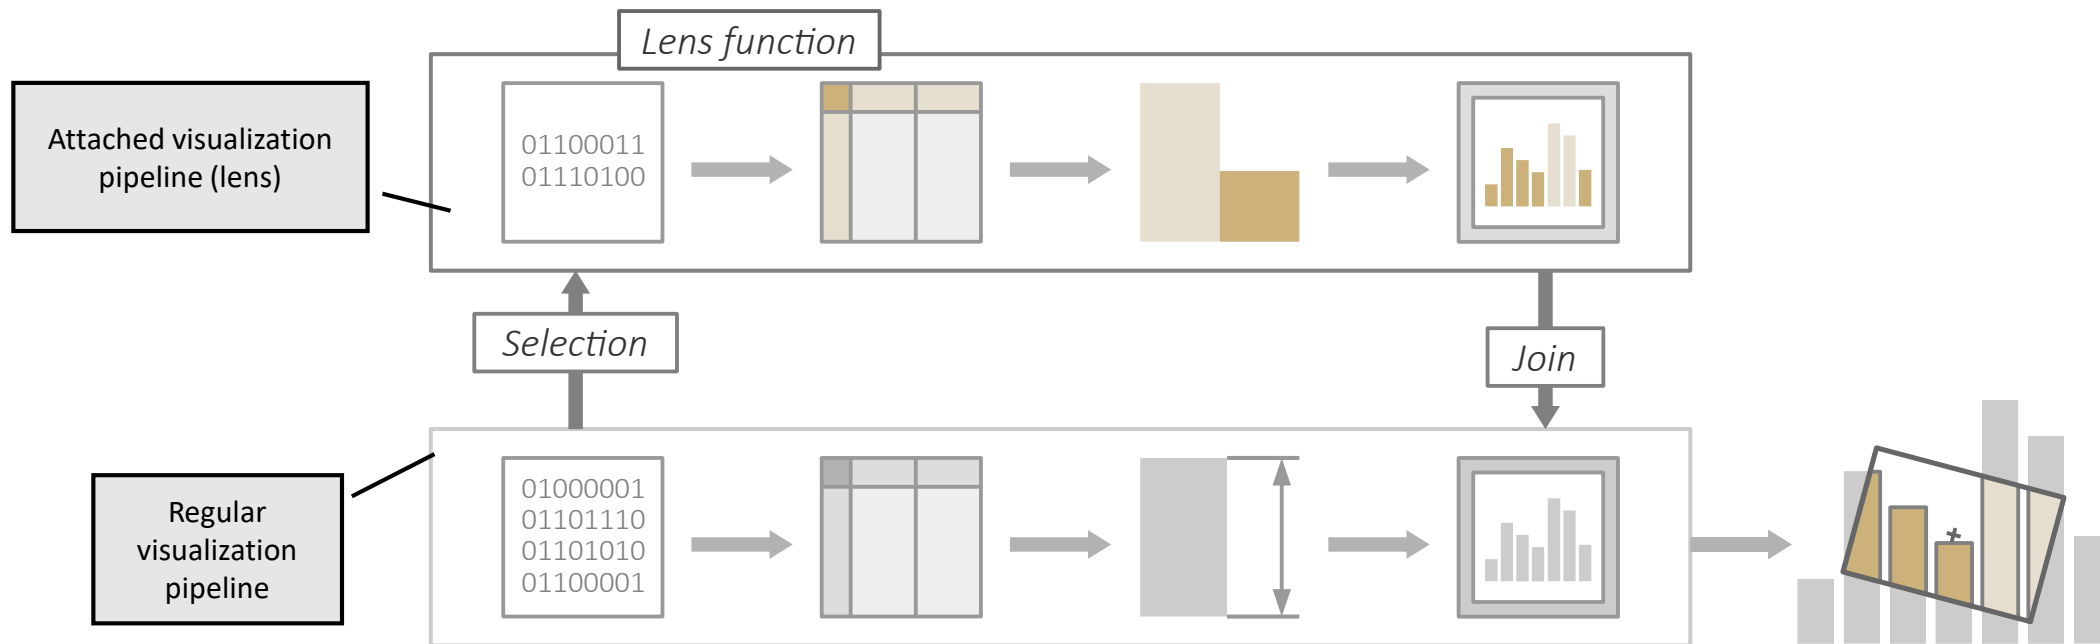 Lens function
Attached visualization
pipeline (lens)
01100011
01110100
Selection
Join
Regular
visualization
pipeline
01000001
01101110
01101010
01100001